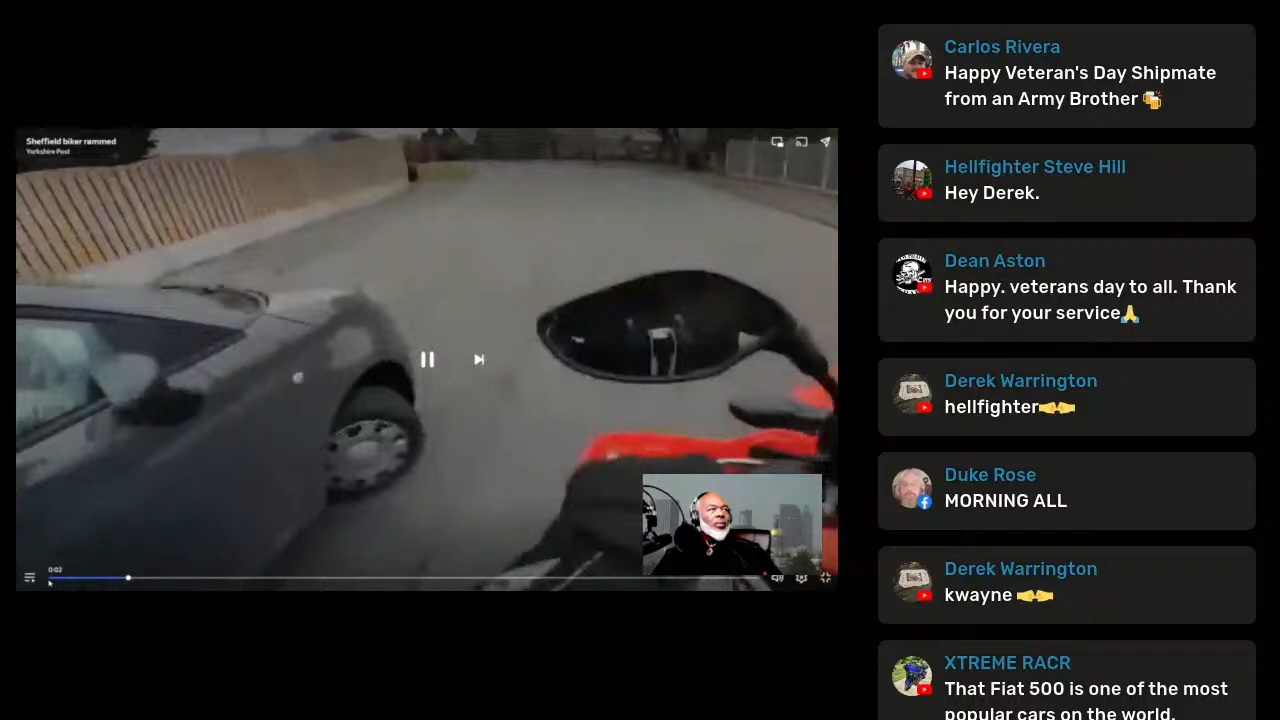 Sheffield biker rammed
Yorkshire Post
0:02
Carlos Rivera
Happy Veteran's Day Shipmate
from an Army Brother 🍻
Hellfighter Steve Hill
Hey Derek.
Dean Aston
Happy. veterans day to all. Thank
you for your service🙏
Derek Warrington
hellfighter🤜🤛
Duke Rose
MORNING ALL
Derek Warrington
kwayne 🤜🤛
XTREME RACR
That Fiat 500 is one of the most
popular cars on the world.